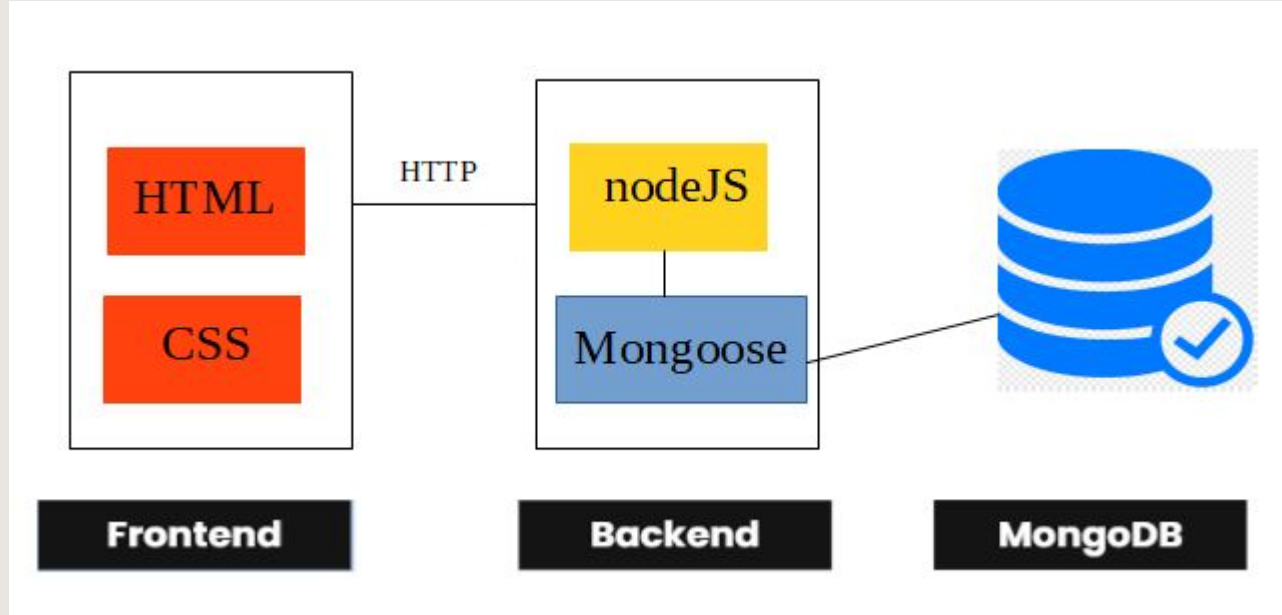 HTML
CSS
HTTP
nodeJS
Mongoose
Frontend
Backend
MongoDB